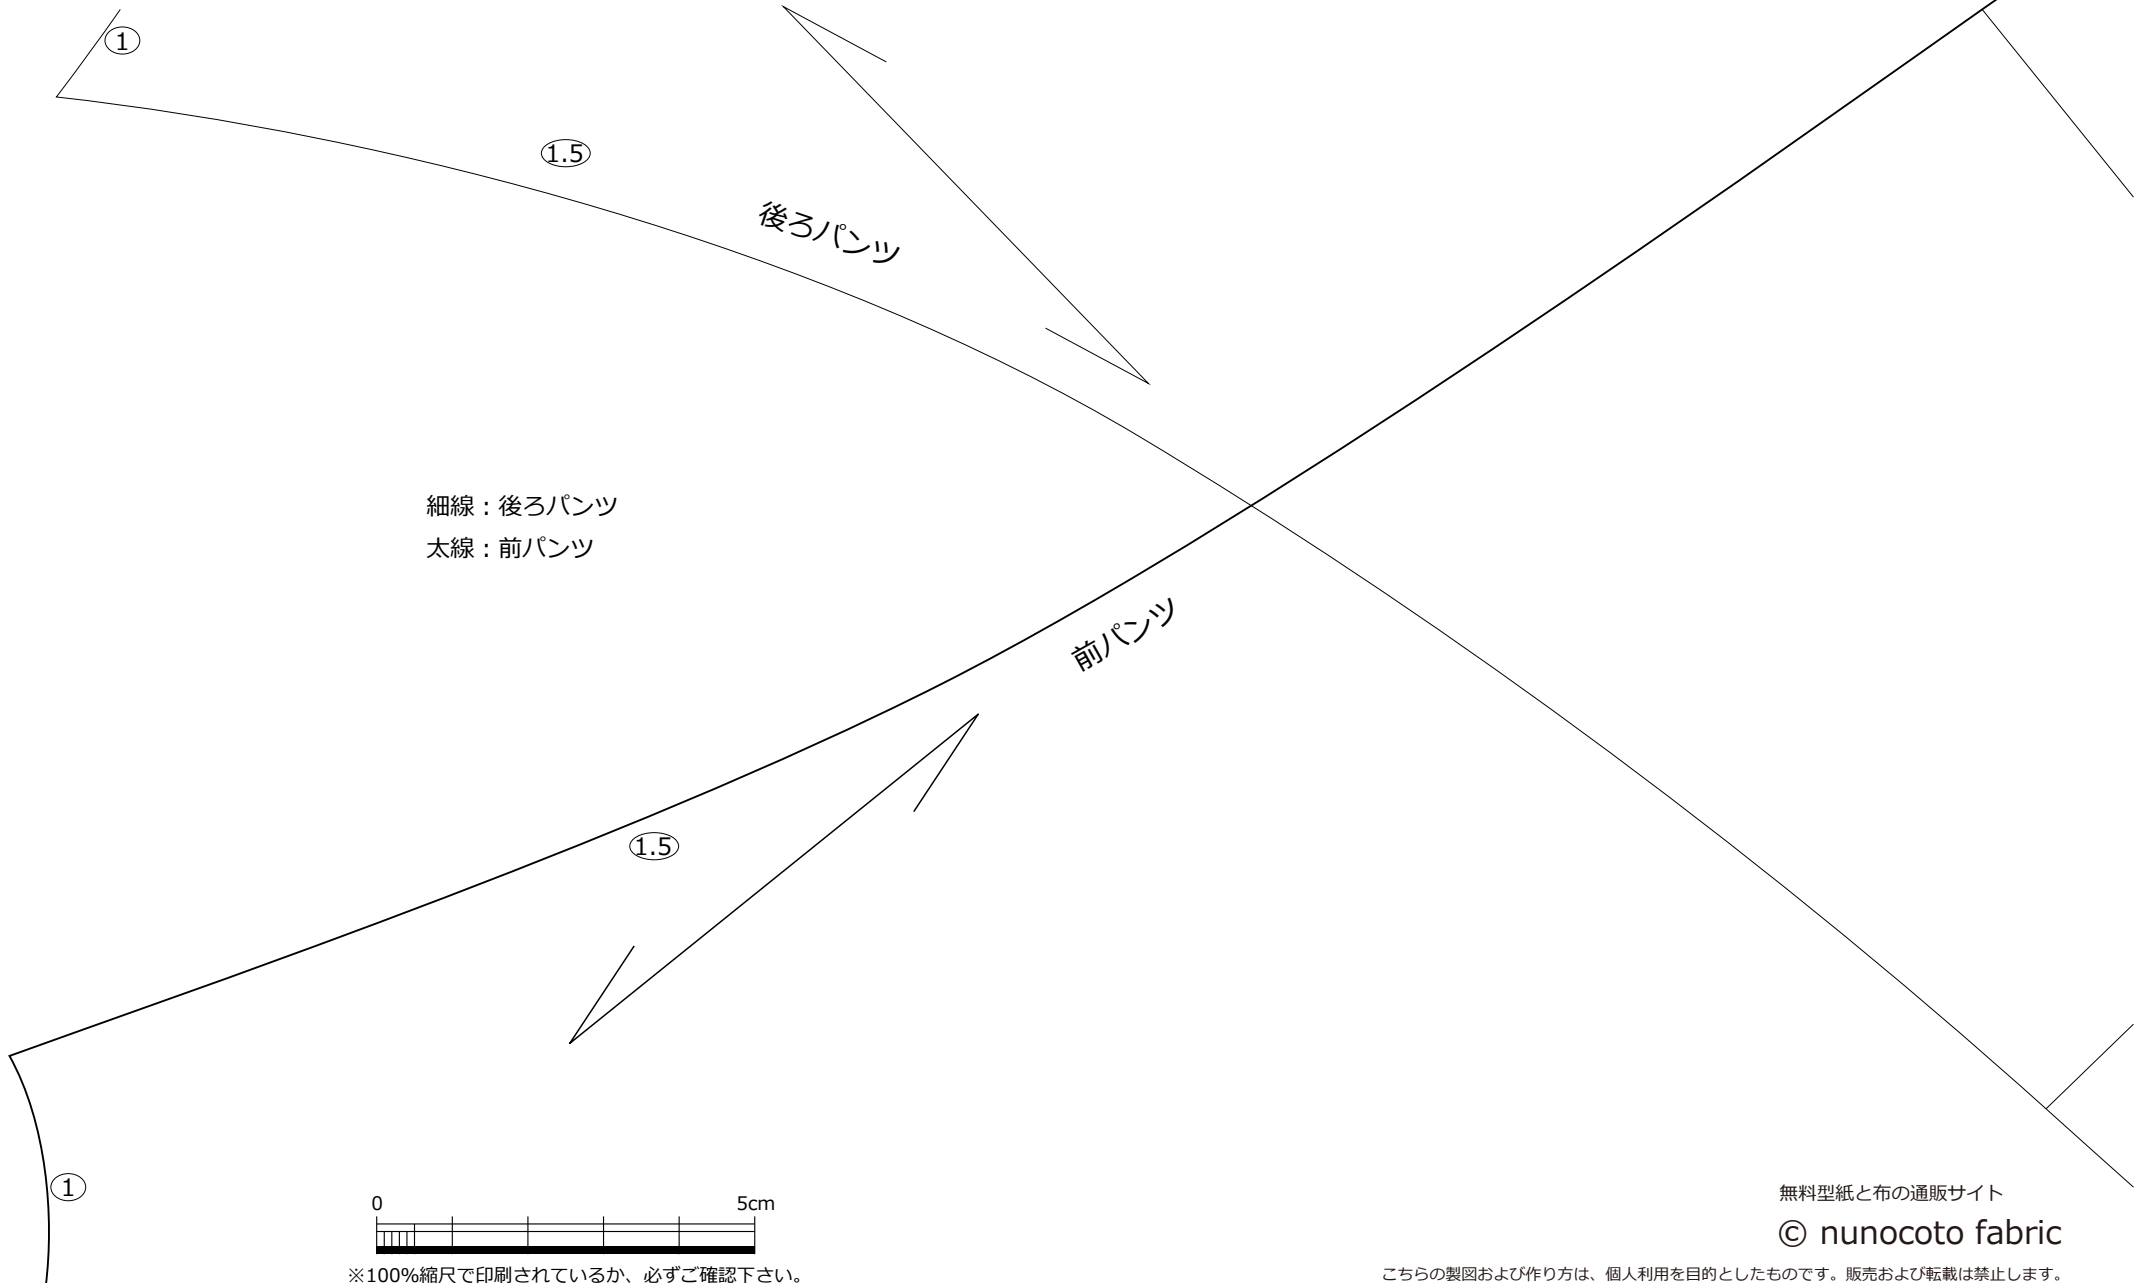 1
1.5
後ろパンツ
細線：後ろパンツ
太線：前パンツ
前パンツ
1.5
1
0 5cm
※100%縮尺で印刷されているか、必ずご確認下さい。
無料型紙と布の通販サイト
© nunocoto fabric
こちらの製図および作り方は、個人利用を目的としたものです。販売および転載は禁止します。